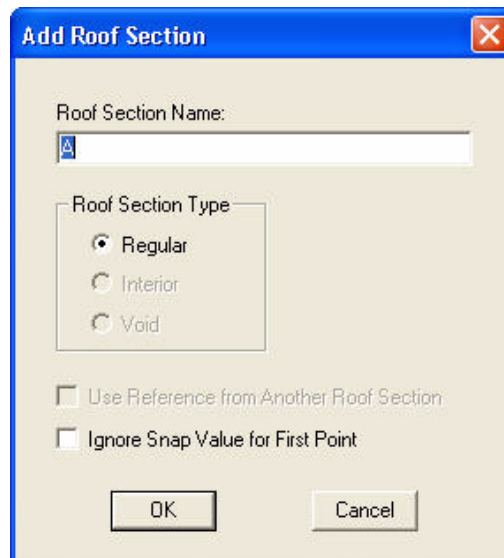 Add Roof Section
Roof Section Name:
A
Roof Section Type
Regular
Interior
Void
Use Reference from Another Roof Section
Ignore Snap Value for First Point
OK Cancel